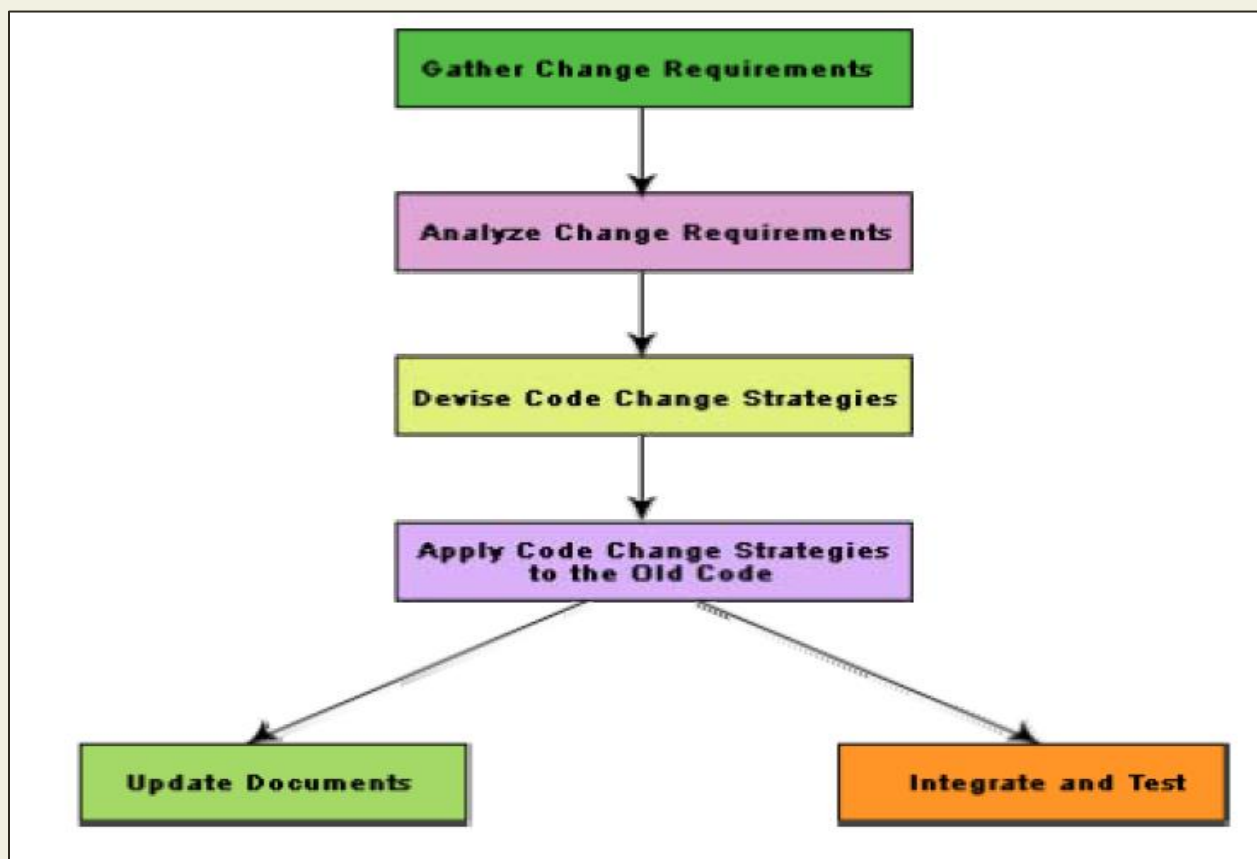 Gather Change Requirements
Analyze Change Requirements
Devise Code Change Strategies
Apply Code Change Strategies
to the Old Code
Update Documents
Integrate and Test